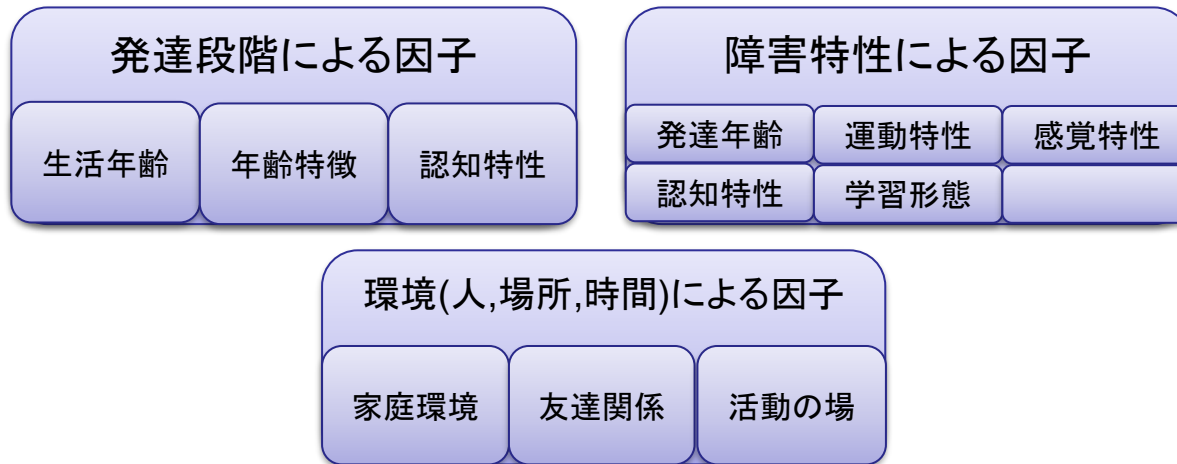 発達段階による因子
生活年齢
年齢特徴
認知特性
障害特性による因子
発達年齢
運動特性
感覚特性
認知特性
学習形態
環境(人,場所,時間)による因子
家庭環境
友達関係
活動の場